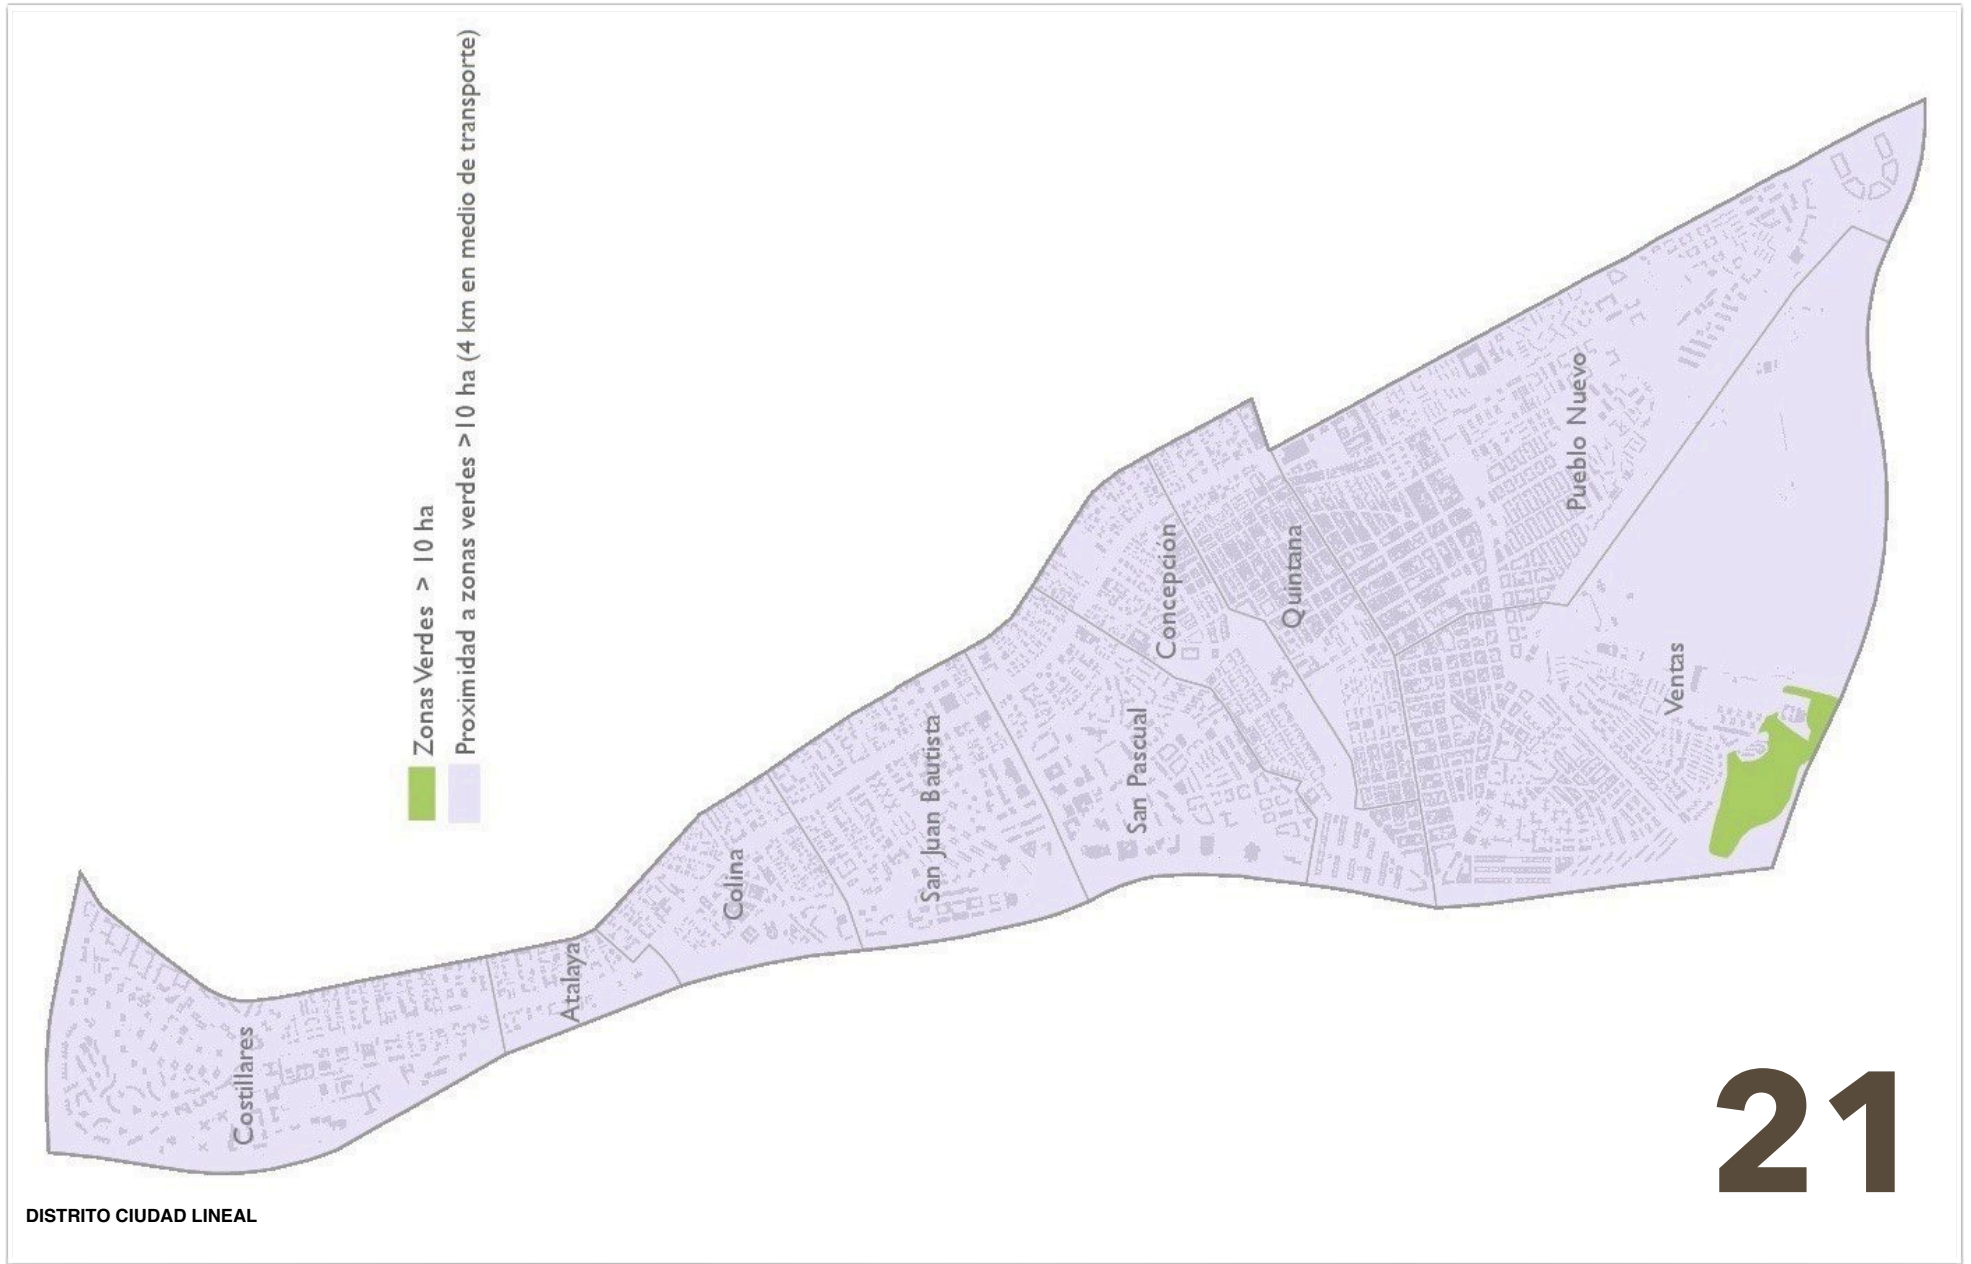 Zonas Verdes > 10 ha
Proximidad a zonas verdes >10 ha (4 km en medio de transporte)
Costillares
Atalaya
Colina
San Juan Bautista
San Pascual
Concepción
Quintana
Pueblo Nuevo
Ventas
21
DISTRITO CIUDAD LINEAL